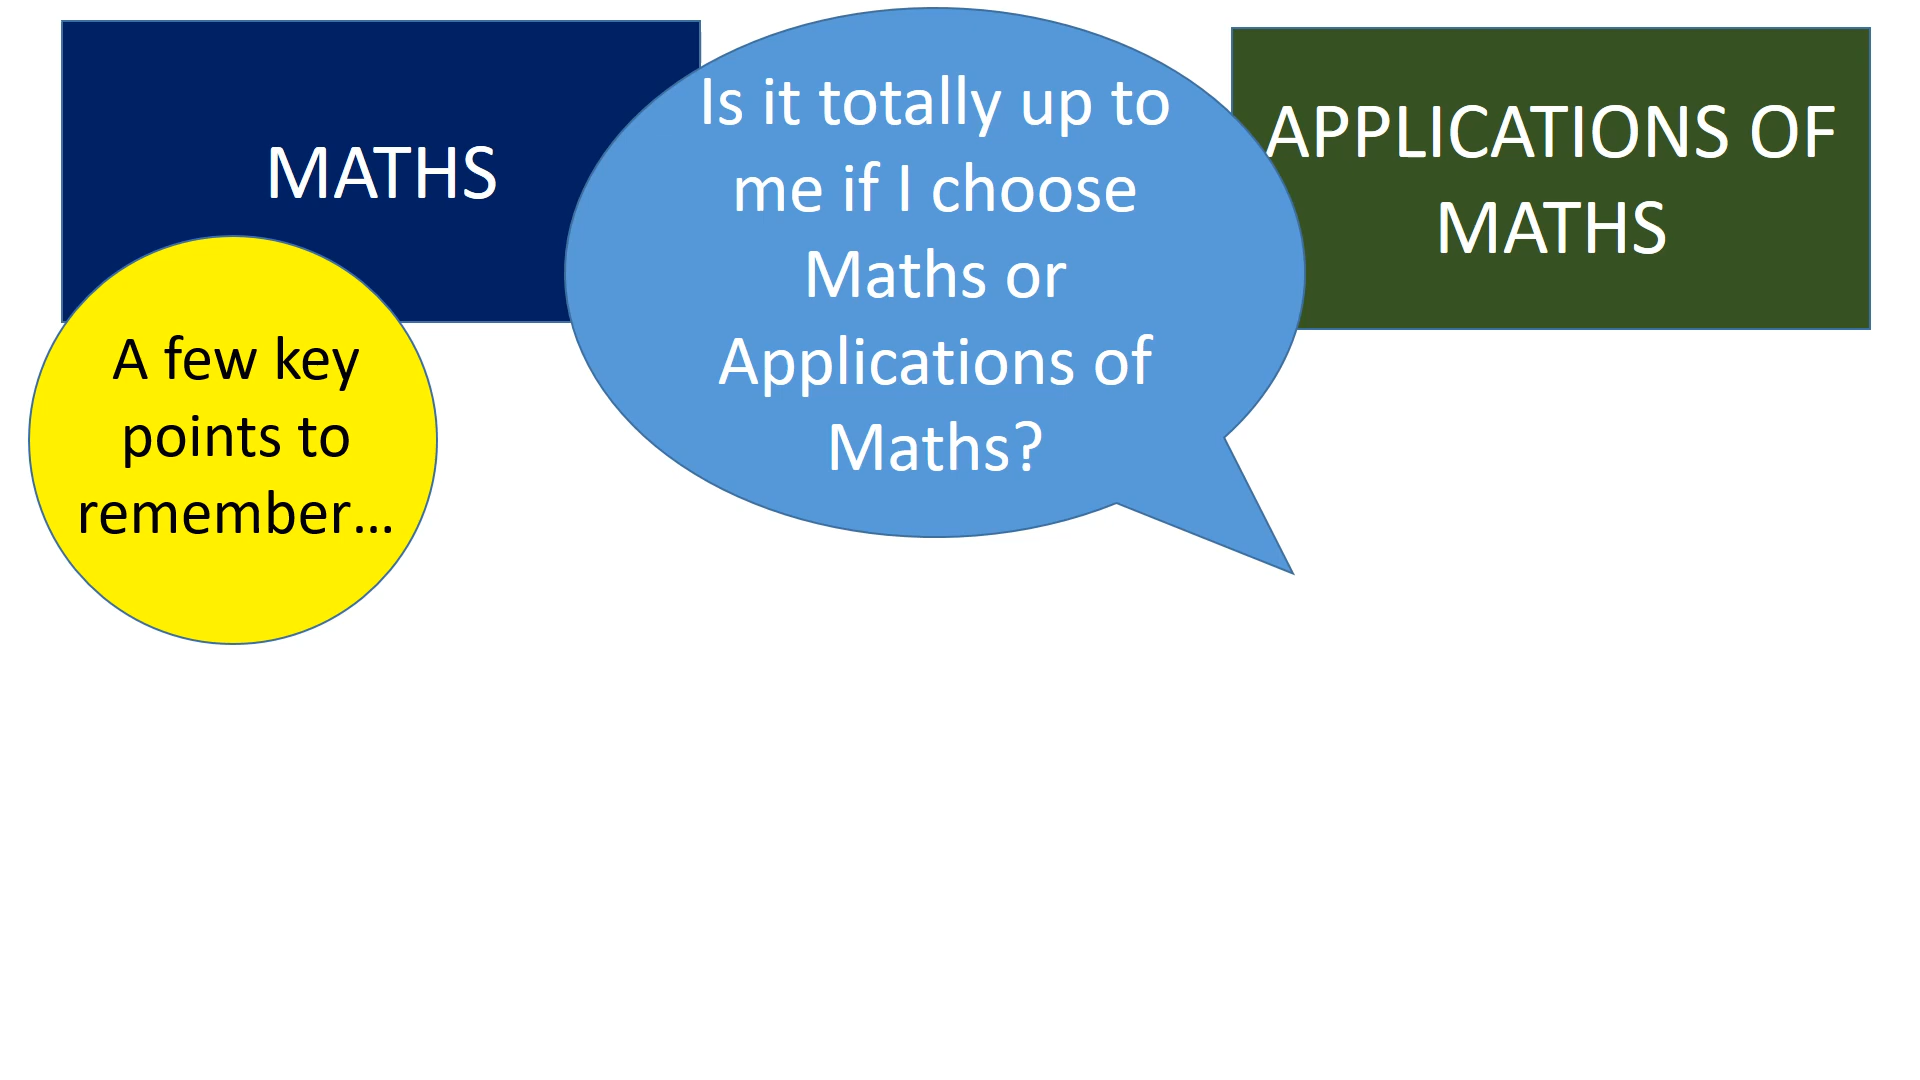 MATHS
Is it totally up to
me if I choose
Maths or
Applications of
Maths?
APPLICATIONS OF
MATHS
A few key
points to
remember...